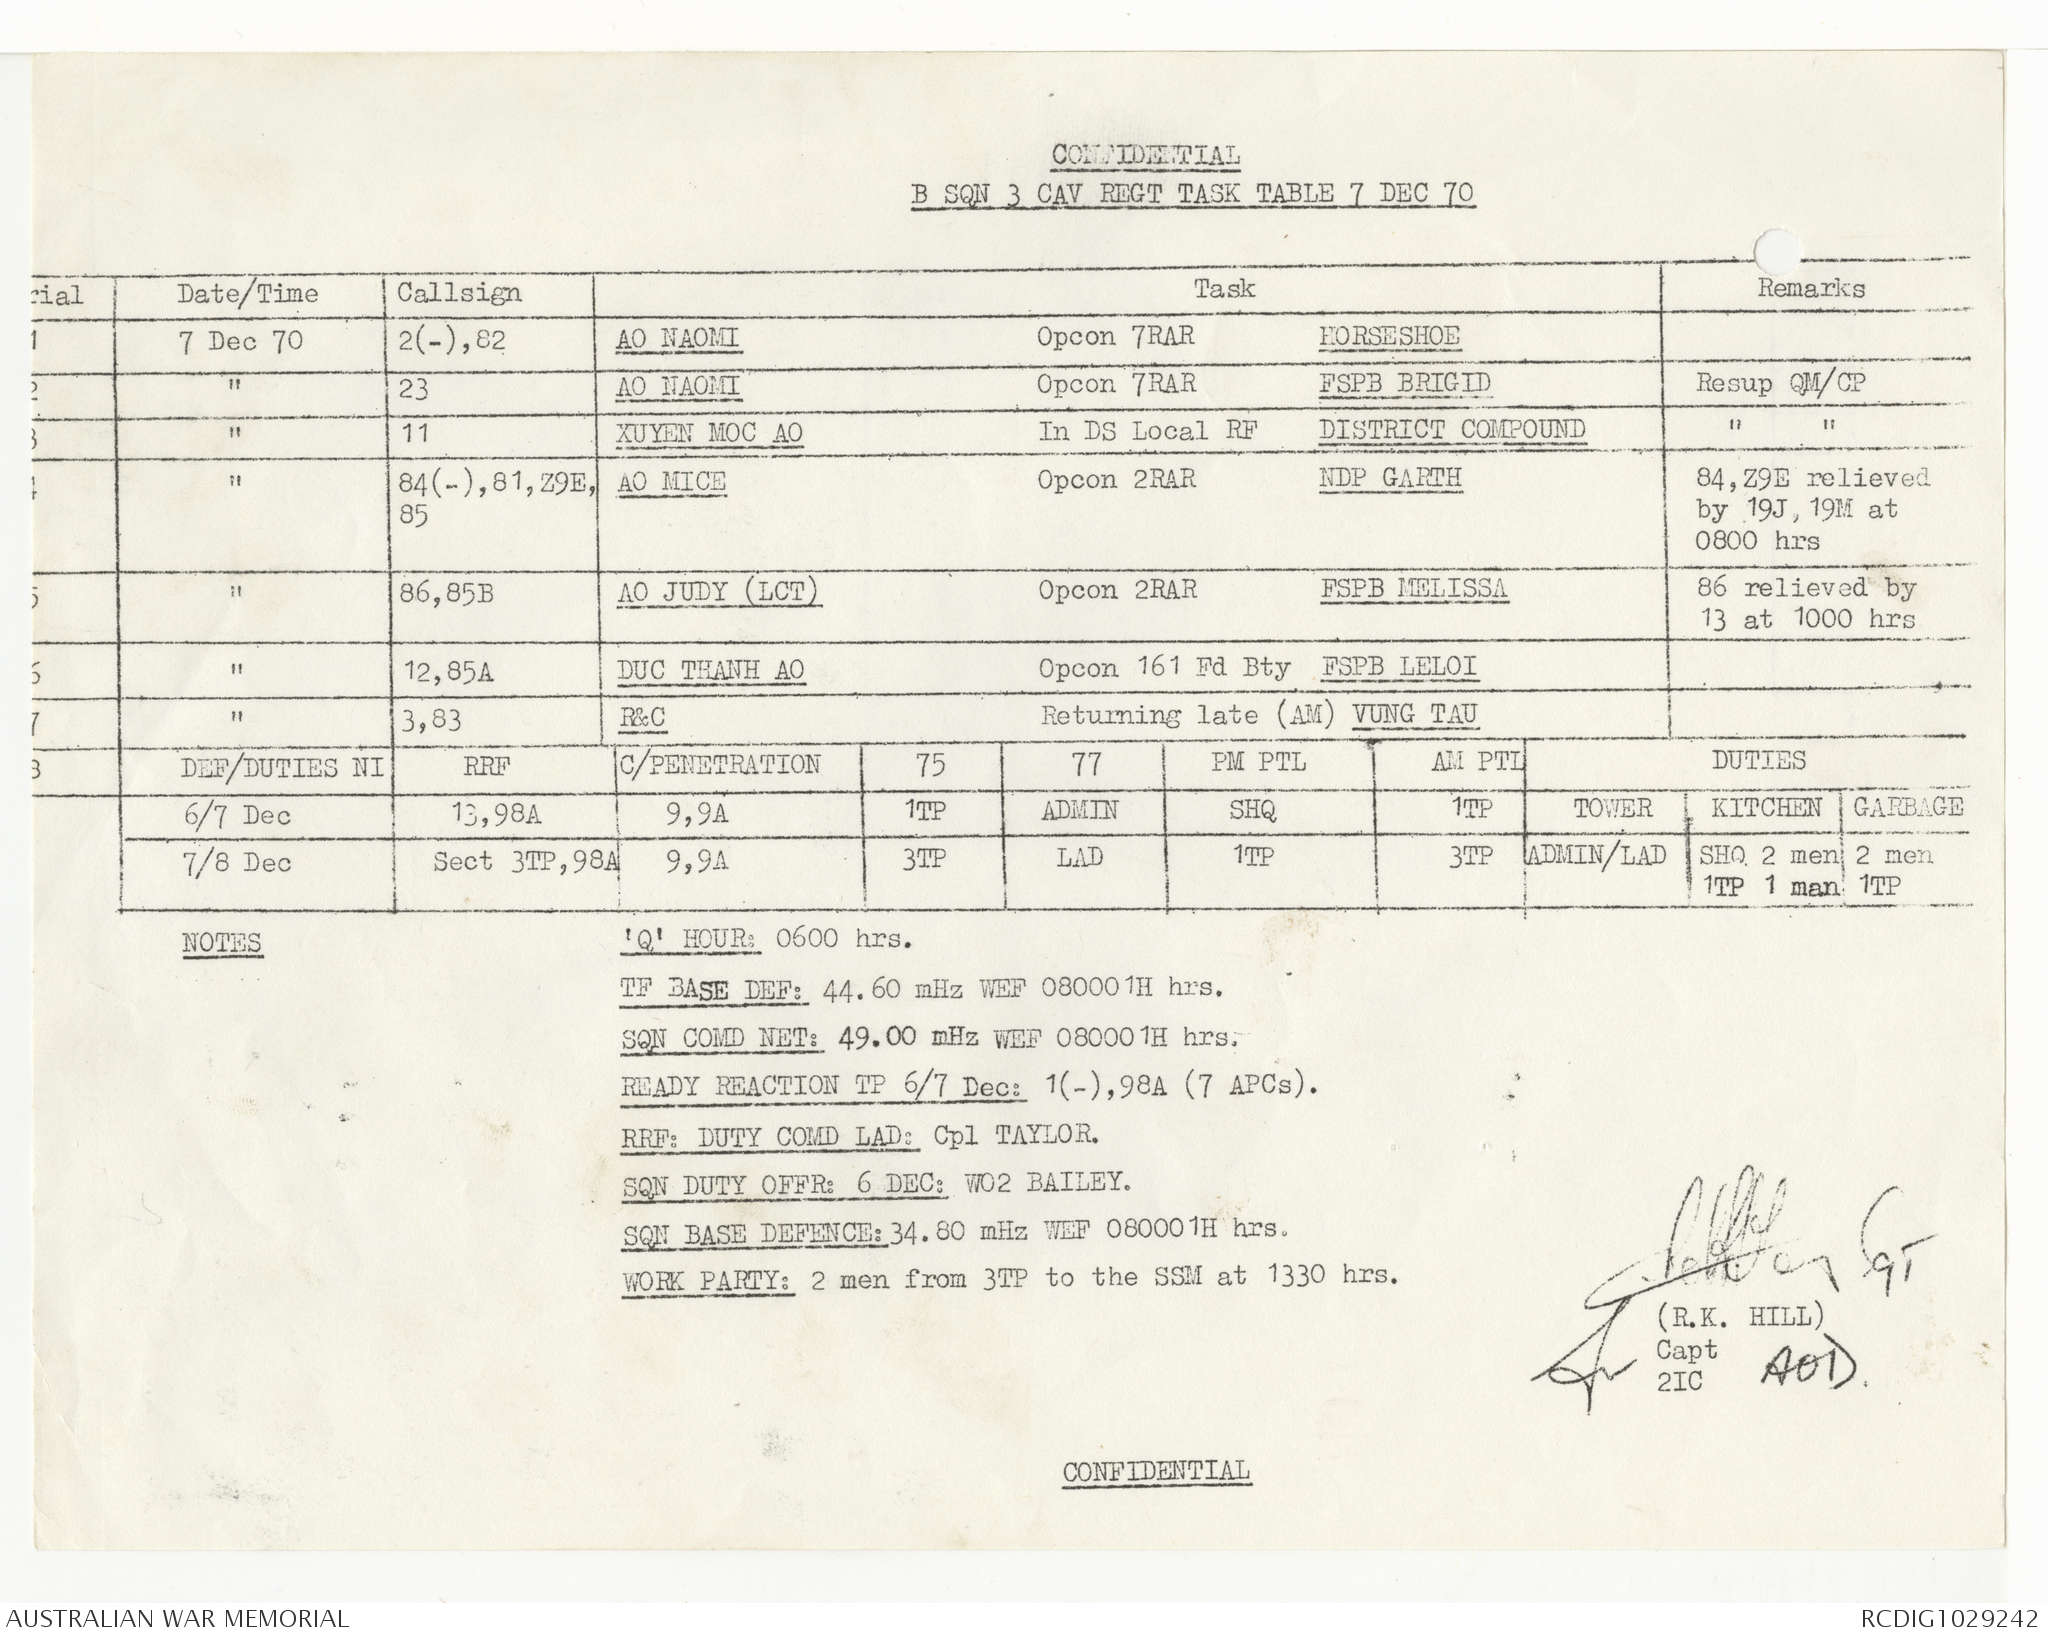 CONFIDENTIAL
B SQN 3 CAV REGT TASK TABLE 7 DEC 70
rial Date/Time Callsign Task Remarks
1 7 Dec 70 2(-),82 AO NAOMI Opcon 7RAR HORSESHOE
2 " 23 AO NAOMI Opcon 7RAR FSPB BRIGID Resup QM/CP
3 " 11 XUYEN MOC AO In DS Local RF DISTRICT COMPOUND " "
4 " 84(-),81,Z9E, AO MICE Opcon 2RAR NDP GARTH 84,Z9E relieved
85 by 19J,19M at
0800 hrs
5 " 86,85B AO JUDY (LCT) Opcon 2RAR FSPB MELISSA 86 relieved by
13 at 1000 hrs
6 " 12,85A DUC THANH AO Opcon 161 Fd Bty FSPB LELOI
7 " 3,83 R&C Returning late (AM) VUNG TAU
8 DEF/DUTIES NI RRF C/PENETRATION 75 77 PM PTL AM PTL DUTIES
6/7 Dec 13,98A 9,9A 1TP ADMIN SHQ 1TP TOWER KITCHEN GARBAGE
7/8 Dec Sect 3TP,98A 9,9A 3TP LAD 1TP 3TP ADMIN/LAD SHQ 2 men 2 men
1TP 1 man 1TP
NOTES 'Q' HOUR: 0600 hrs.
TF BASE DEF: 44.60 mHz WEF 080001H hrs.
SQN COMD NET: 49.00 mHz WEF 080001H hrs.
READY REACTION TP 6/7 Dec: 1(-),98A (7 APCs).
RRF: DUTY COMD LAD: Cpl TAYLOR.
SQN DUTY OFFR: 6 DEC: WO2 BAILEY.
SQN BASE DEFENCE: 34.80 mHz WEF 080001H hrs.
WORK PARTY: 2 men from 3TP to the SSM at 1330 hrs.
Sgt
(R.K. HILL)
Capt
2IC AOD.
CONFIDENTIAL
AUSTRALIAN WAR MEMORIAL RCDIG1029242